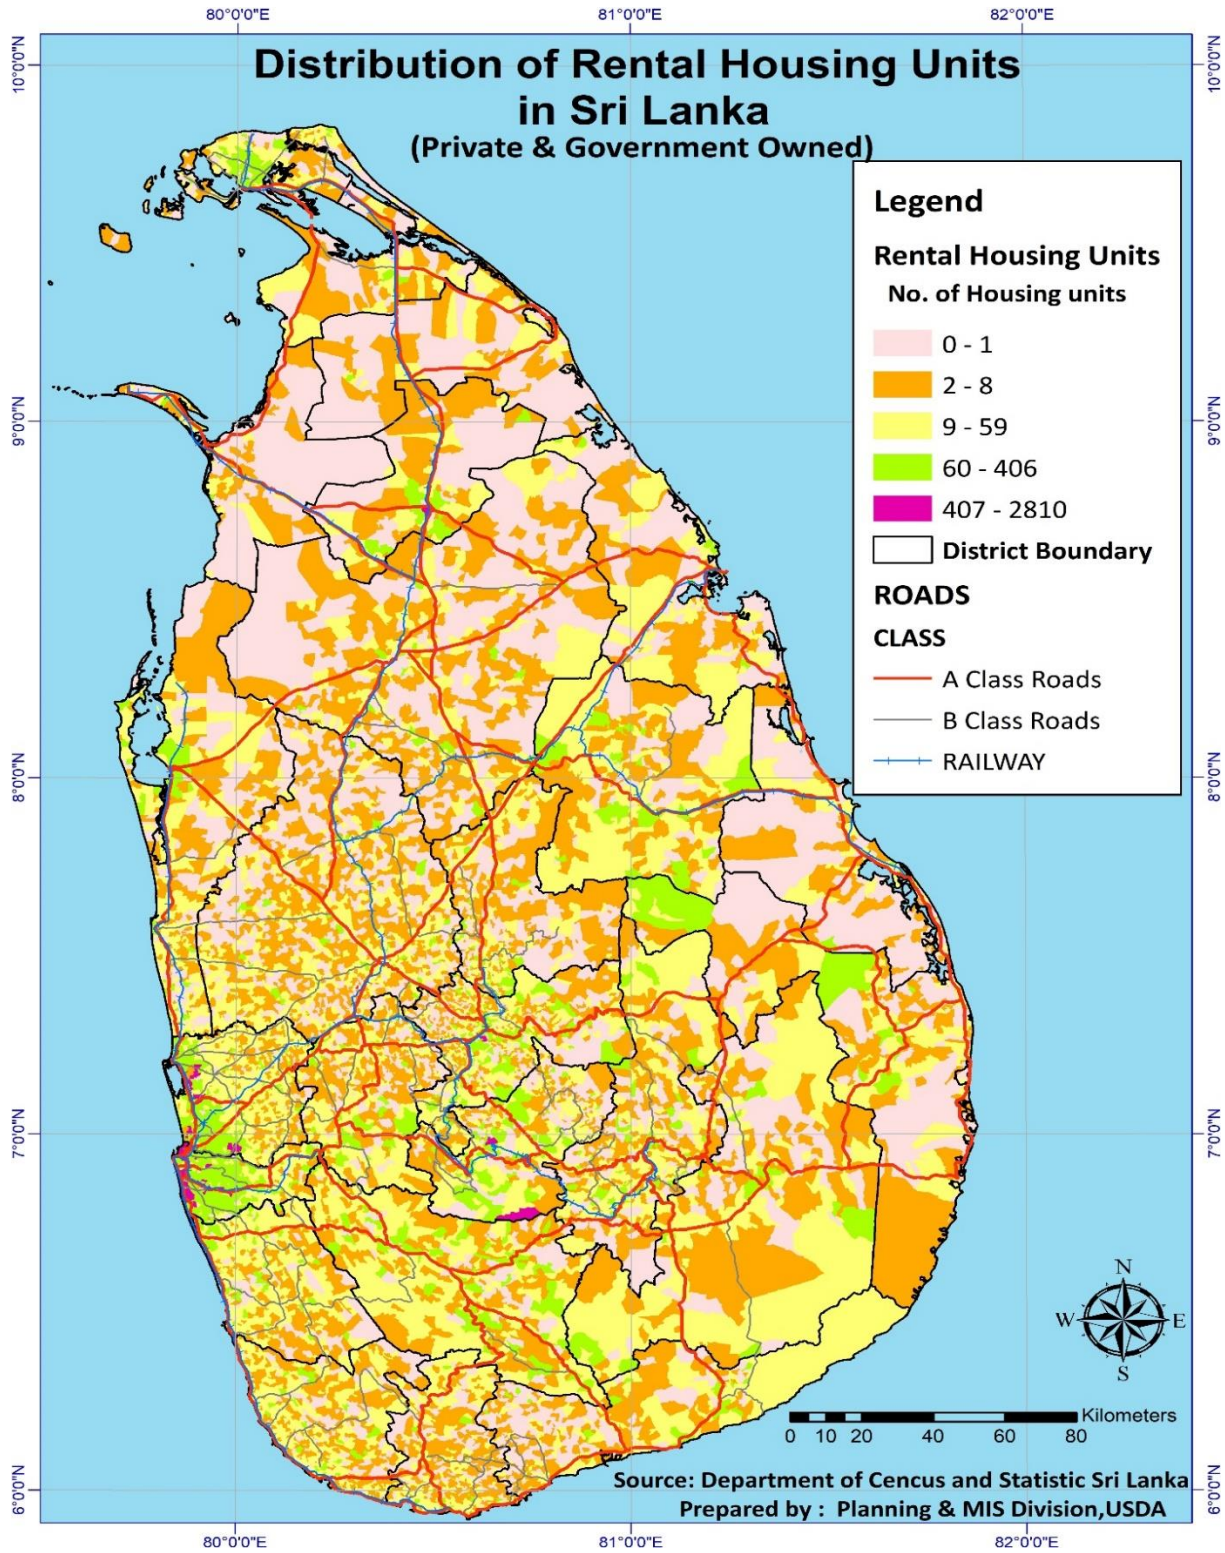 80°0'0"E
81°0'0"E
82°0'0"E
10°0'0"N
10°0'0"N
Distribution of Rental Housing Units
in Sri Lanka
(Private & Government Owned)
Legend
Rental Housing Units
No. of Housing units
0 - 1
2 - 8
9 - 59
60 - 406
407 - 2810
District Boundary
ROADS
CLASS
A Class Roads
B Class Roads
RAILWAY
9°0'0"N
9°0'0"N
8°0'0"N
8°0'0"N
7°0'0"N
7°0'0"N
N
W
E
S
Kilometers
0 10 20 40 60 80
Source: Department of Cencus and Statistic Sri Lanka
Prepared by : Planning & MIS Division,USDA
6°0'0"N
6°0'0"N
80°0'0"E
81°0'0"E
82°0'0"E